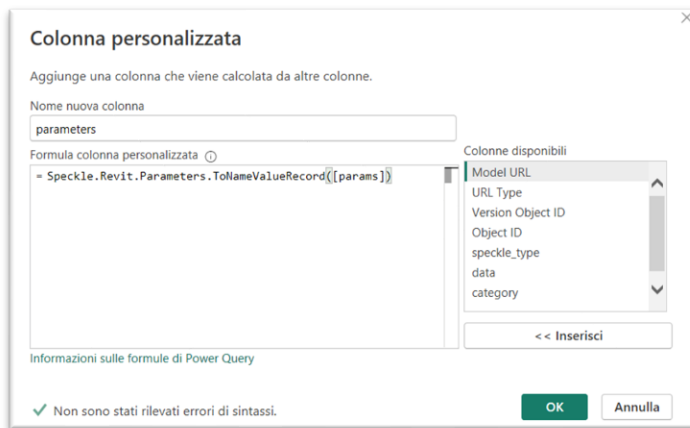 Colonna personalizzata
Aggiunge una colonna che viene calcolata da altre colonne.
Nome nuova colonna
parameters
Formula colonna personalizzata
= Speckle.Revit.Parameters.ToNameValueRecord([params])
Colonne disponibili
Model URL
URL Type
Version Object ID
Object ID
speckle_type
data
category
<< Inserisci
Informazioni sulle formule di Power Query
Non sono stati rilevati errori di sintassi.
OK
Annulla